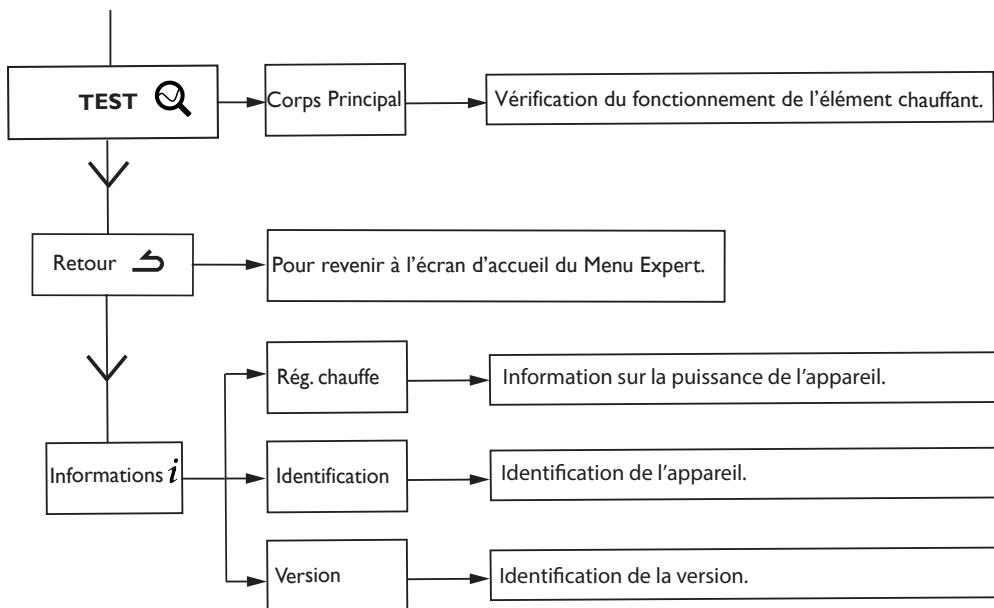 TEST
Corps Principal
Vérification du fonctionnement de l'élément chauffant.
Retour
Pour revenir à l'écran d'accueil du Menu Expert.
Rég. chauffe
Information sur la puissance de l'appareil.
Informations i
Identification
Identification de l'appareil.
Version
Identification de la version.